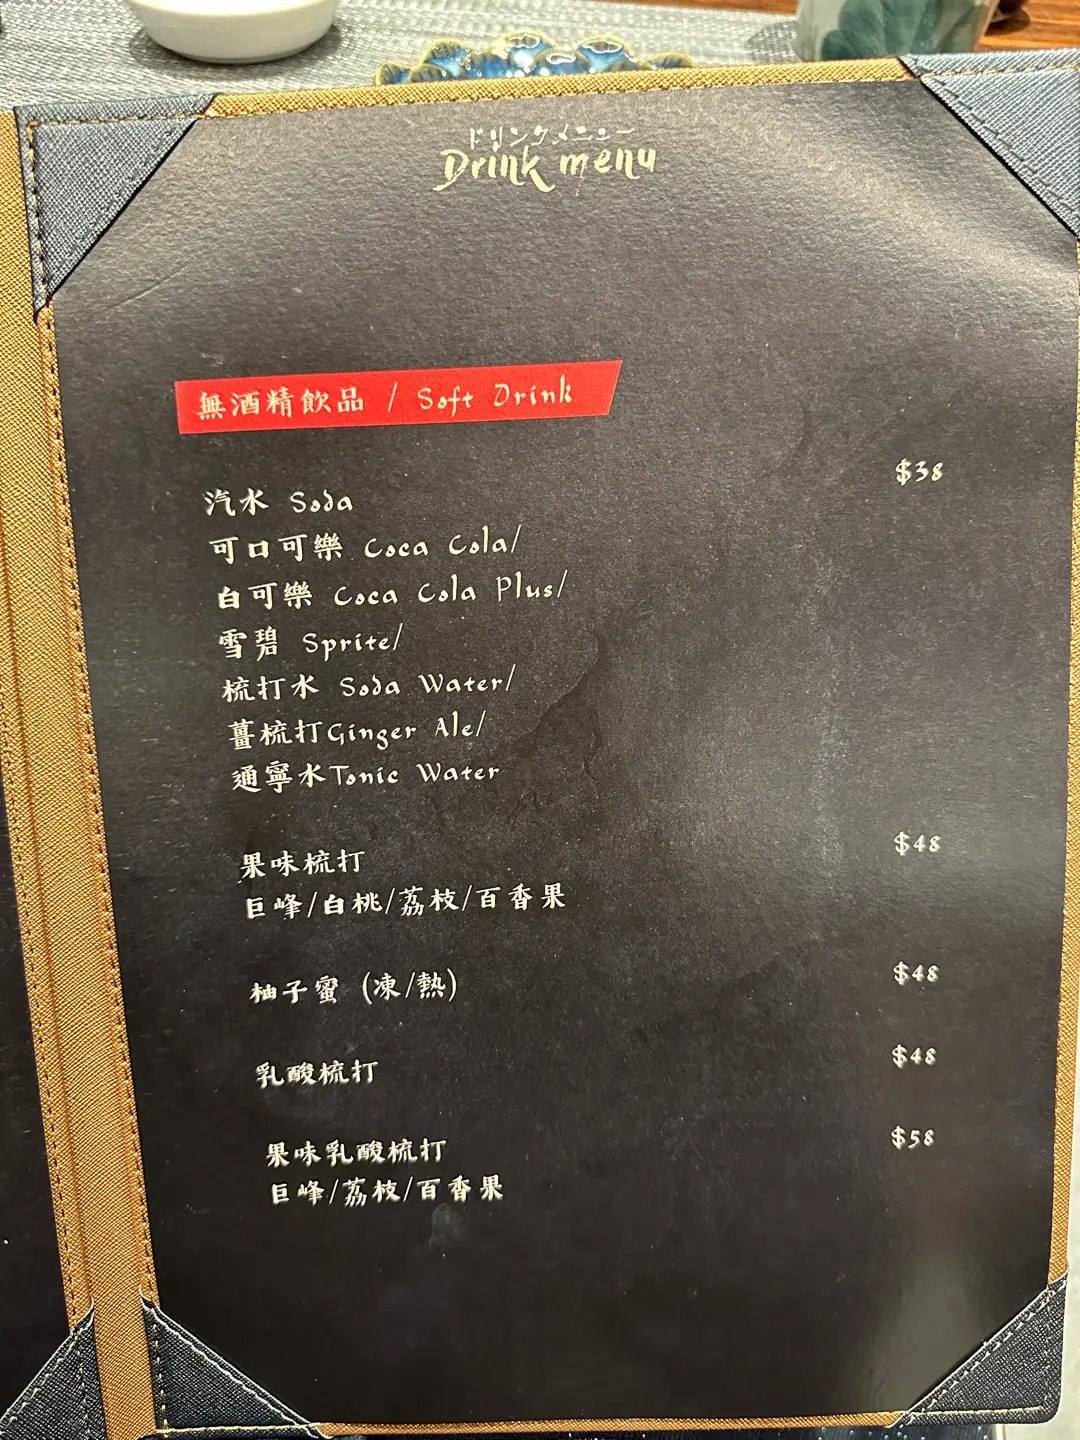 ドリンクメニュー
Drink menu
無酒精飲品 / Soft Drink
$38
汽水 Soda
可口可樂 Coca Cola/
白可樂 Coca Cola Plus/
雪碧 Sprite/
梳打水 Soda Water/
薑梳打Ginger Ale/
通寧水Tonic Water
果味梳打 $48
巨峰/白桃/荔枝/百香果
柚子蜜 (凍/熱) $48
乳酸梳打 $48
果味乳酸梳打 $58
巨峰/荔枝/百香果